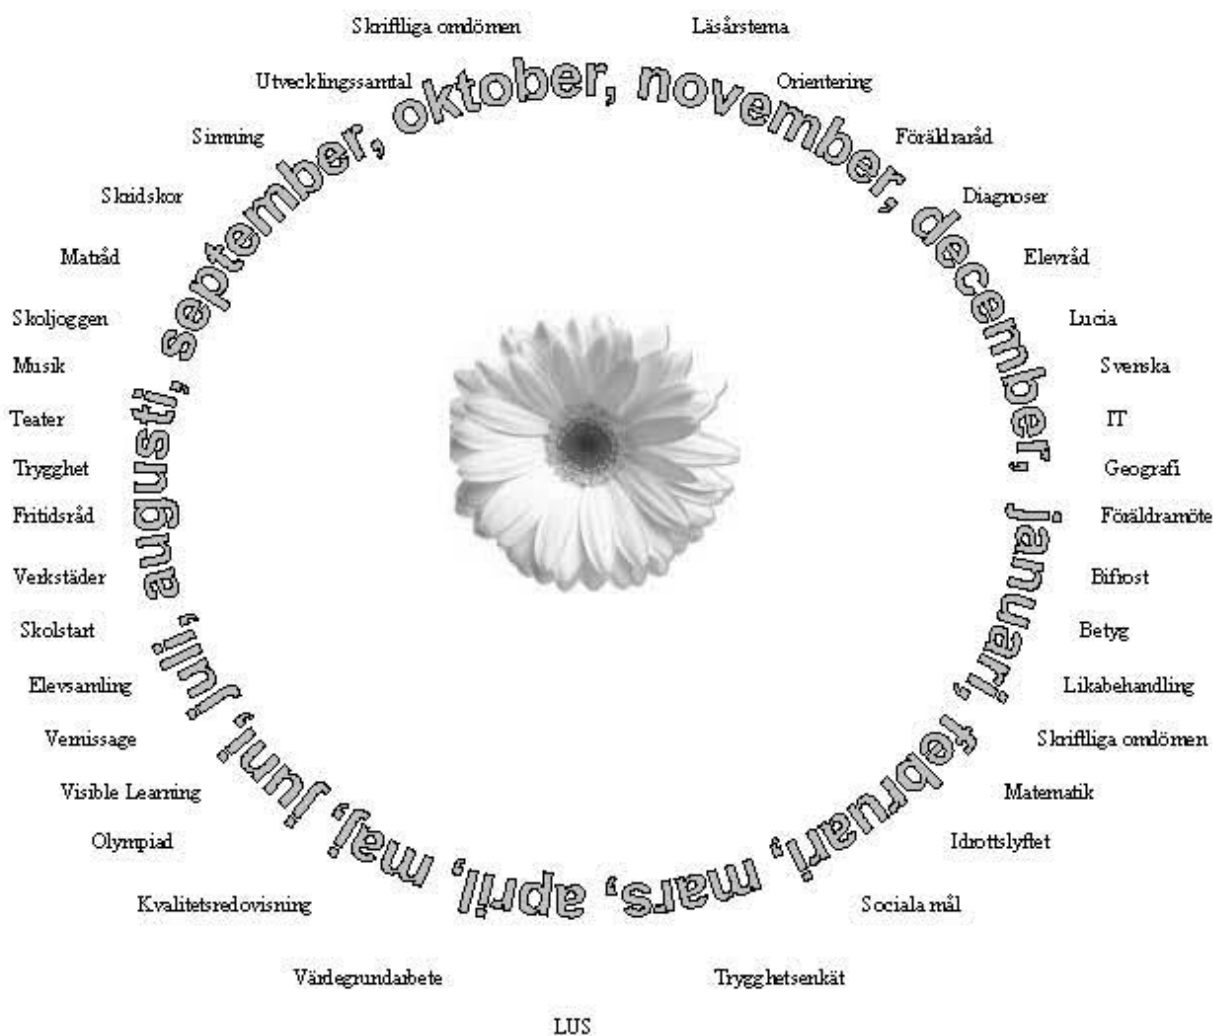 Skriftliga omdömen
Läsårstema
Utvecklingssamtal
oktober,
november,
Orientering
Simning
september,
Föräldraråd
Skridskor
december,
Diagnoser
Matråd
Elevråd
Skoljoggen
Lucia
Musik
augusti,
Svenska
Teater
IT
Trygghet
Geografi
Fritidsråd
januari,
Föräldramöte
Verkstäder
Bifrost
Skolstart
juli,
Betyg
Elevsamling
Likabehandling
Vernissage
juni,
februari,
Skriftliga omdömen
Visible Learning
Matematik
Olympiad
maj,
april,
mars,
Idrottslyftet
Kvalitetsredovisning
Sociala mål
Värdegrundarbete
Trygghetsenkät
LUS